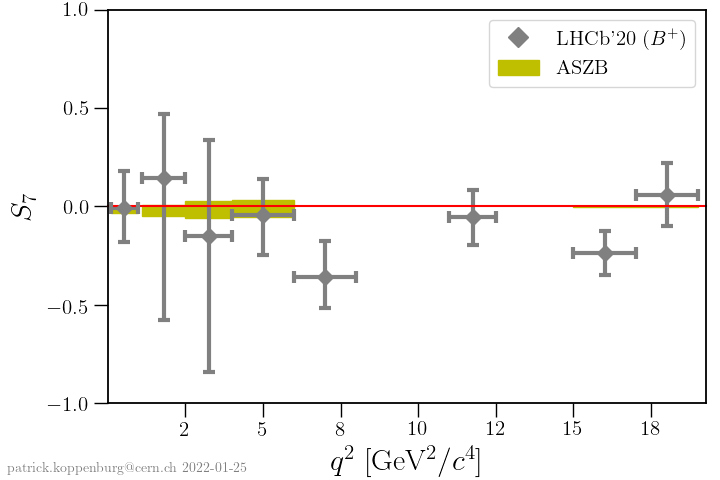 1.0
0.5
0.0
−0.5
−1.0
S₇
LHCb'20 (B⁺)
ASZB
2
5
8
10
12
15
18
q² [GeV²/c⁴]
patrick.koppenburg@cern.ch 2022-01-25